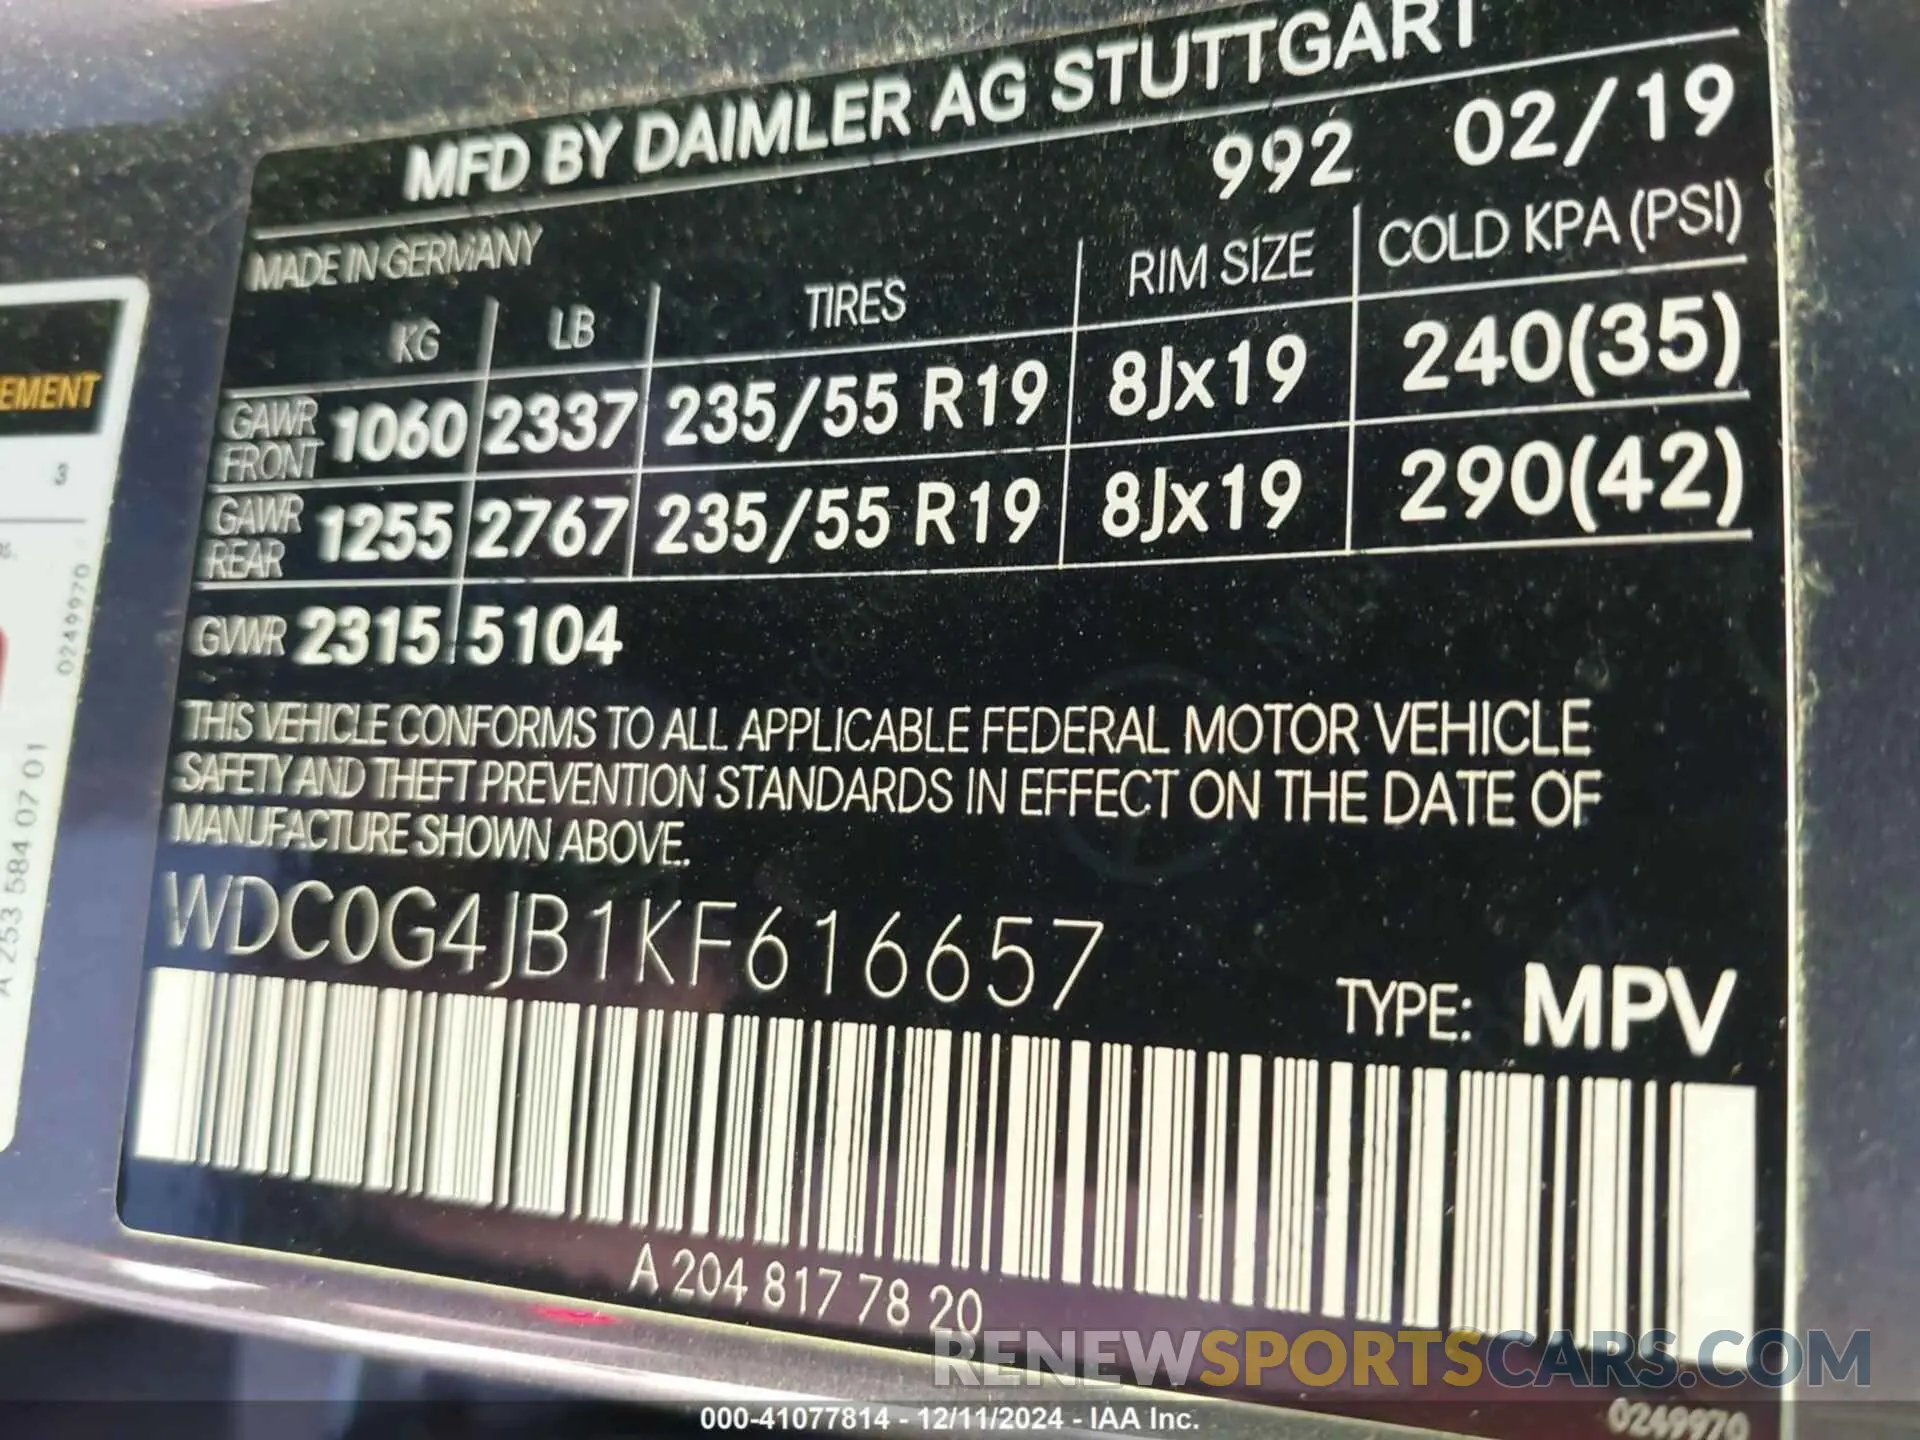 MFD BY DAIMLER AG STUTTGART
992 02/19
MADE IN GERMANY
KG LB TIRES RIM SIZE COLD KPA (PSI)
GAWR FRONT 1060 2337 235/55 R19 8Jx19 240(35)
GAWR REAR 1255 2767 235/55 R19 8Jx19 290(42)
GVWR 2315 5104
THIS VEHICLE CONFORMS TO ALL APPLICABLE FEDERAL MOTOR VEHICLE
SAFETY AND THEFT PREVENTION STANDARDS IN EFFECT ON THE DATE OF
MANUFACTURE SHOWN ABOVE.
WDC0G4JB1KF616657
TYPE: MPV
A 204 817 78 20
0249970
EMENT
3
0249970
A 253 584 07 01
RENEWSPORTSCARS.COM
000-41077814 - 12/11/2024 - IAA Inc.